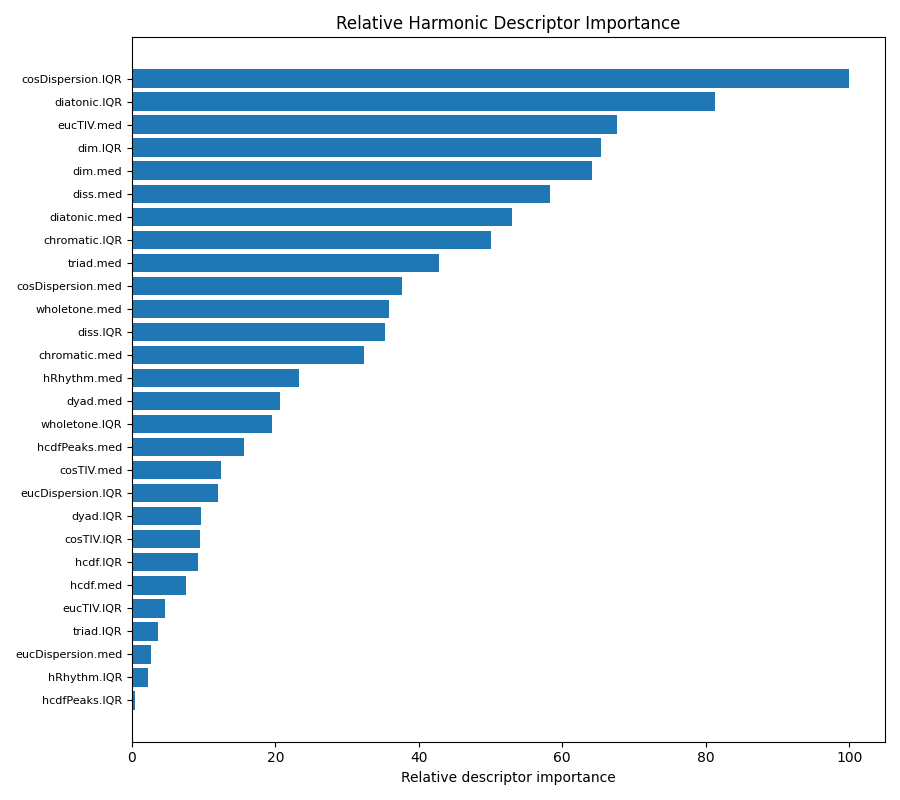 Relative Harmonic Descriptor Importance
cosDispersion.IQR
diatonic.IQR
eucTIV.med
dim.IQR
dim.med
diss.med
diatonic.med
chromatic.IQR
triad.med
cosDispersion.med
wholetone.med
diss.IQR
chromatic.med
hRhythm.med
dyad.med
wholetone.IQR
hcdfPeaks.med
cosTIV.med
eucDispersion.IQR
dyad.IQR
cosTIV.IQR
hcdf.IQR
hcdf.med
eucTIV.IQR
triad.IQR
eucDispersion.med
hRhythm.IQR
hcdfPeaks.IQR
0 20 40 60 80 100
Relative descriptor importance